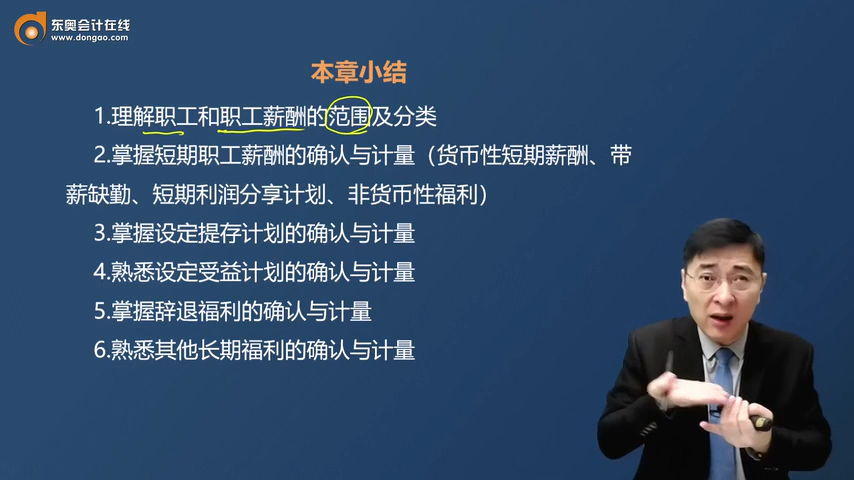 东奥会计在线
www.dongao.com
本章小结
1.理解职工和职工薪酬的范围及分类
2.掌握短期职工薪酬的确认与计量（货币性短期薪酬、带
薪缺勤、短期利润分享计划、非货币性福利）
3.掌握设定提存计划的确认与计量
4.熟悉设定受益计划的确认与计量
5.掌握辞退福利的确认与计量
6.熟悉其他长期福利的确认与计量